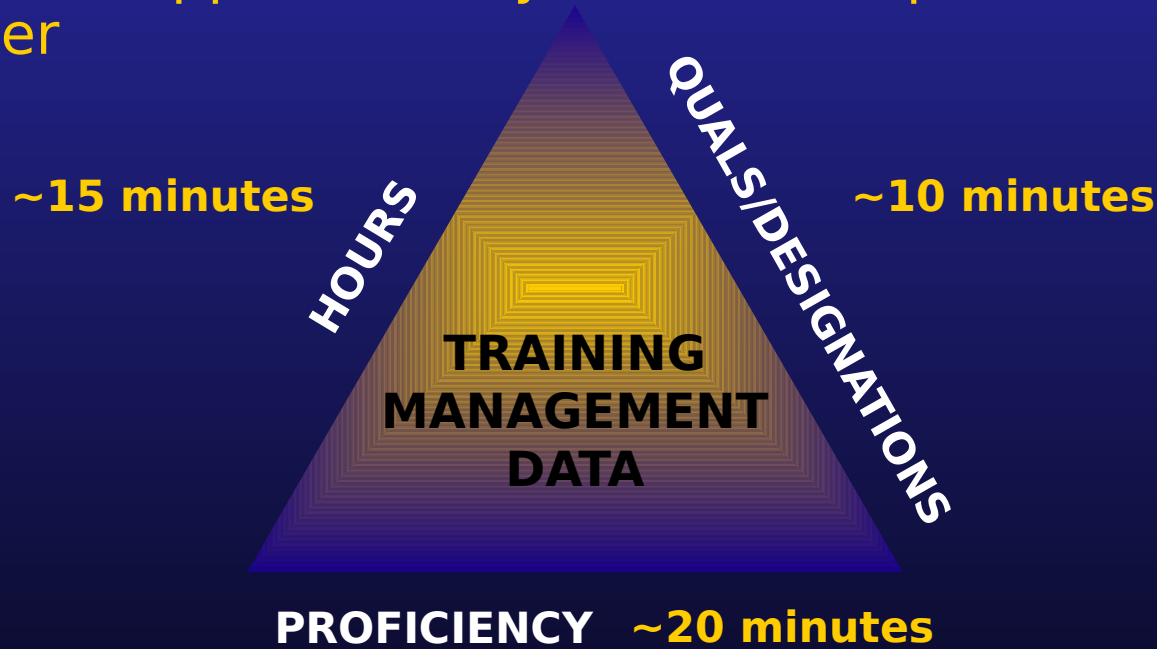 er
~15 minutes
HOURS
QUALS/DESIGNATIONS
~10 minutes
TRAINING
MANAGEMENT
DATA
PROFICIENCY ~20 minutes